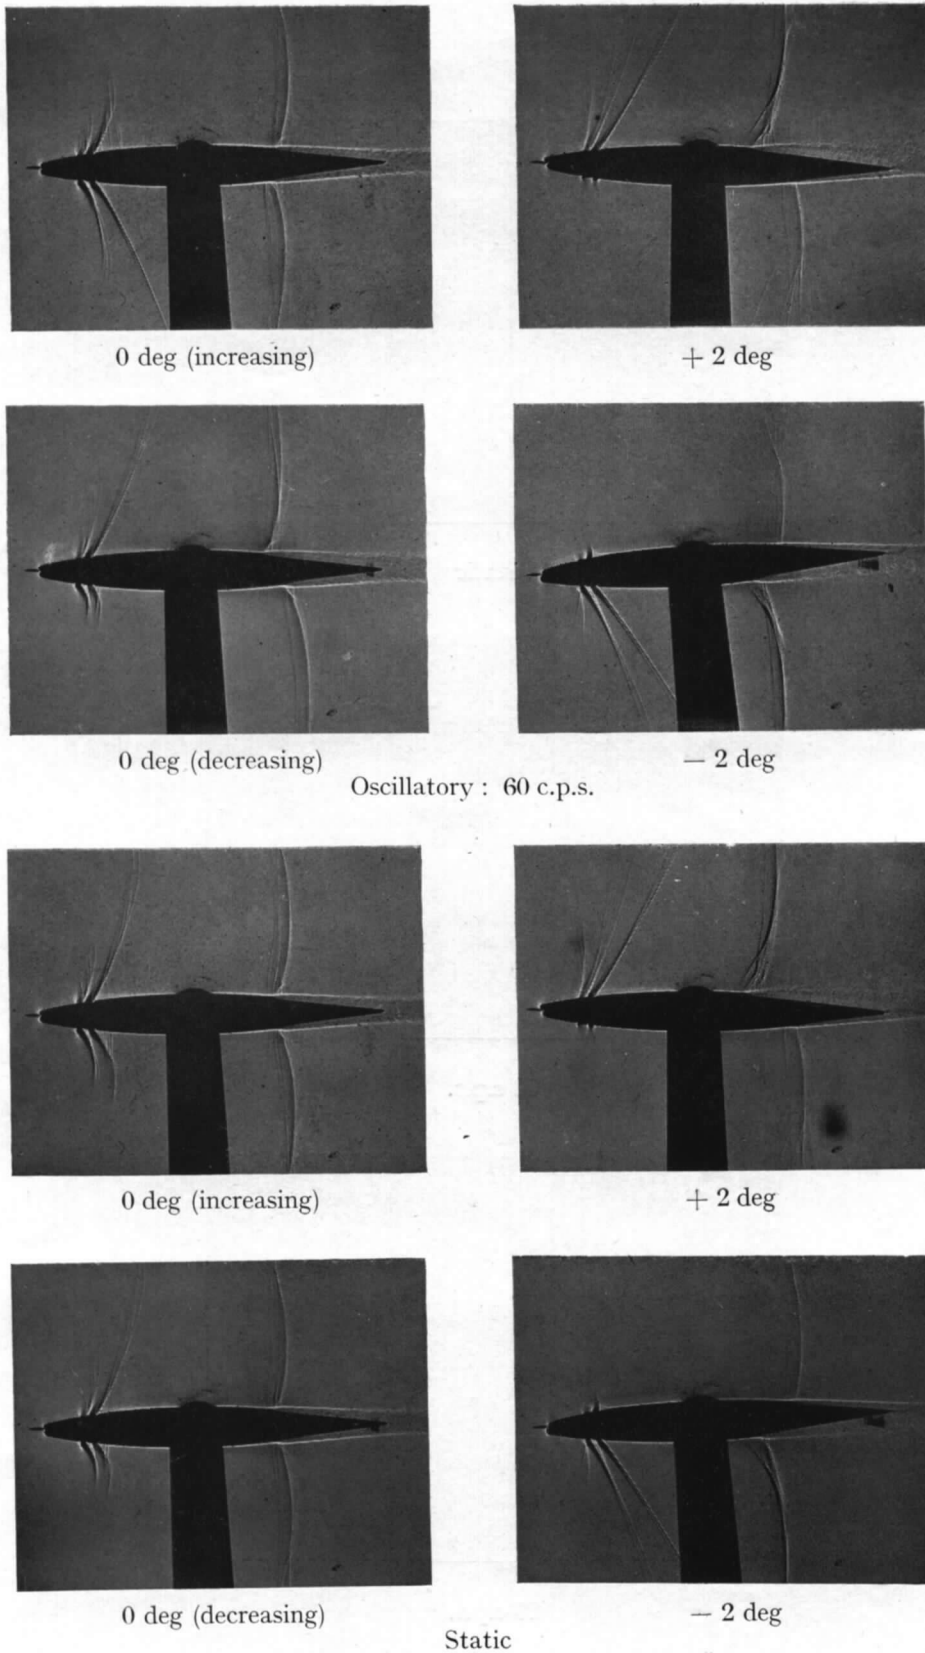 0 deg (increasing)
+ 2 deg
0 deg (decreasing)
− 2 deg
Oscillatory : 60 c.p.s.
0 deg (increasing)
+ 2 deg
0 deg (decreasing)
− 2 deg
Static